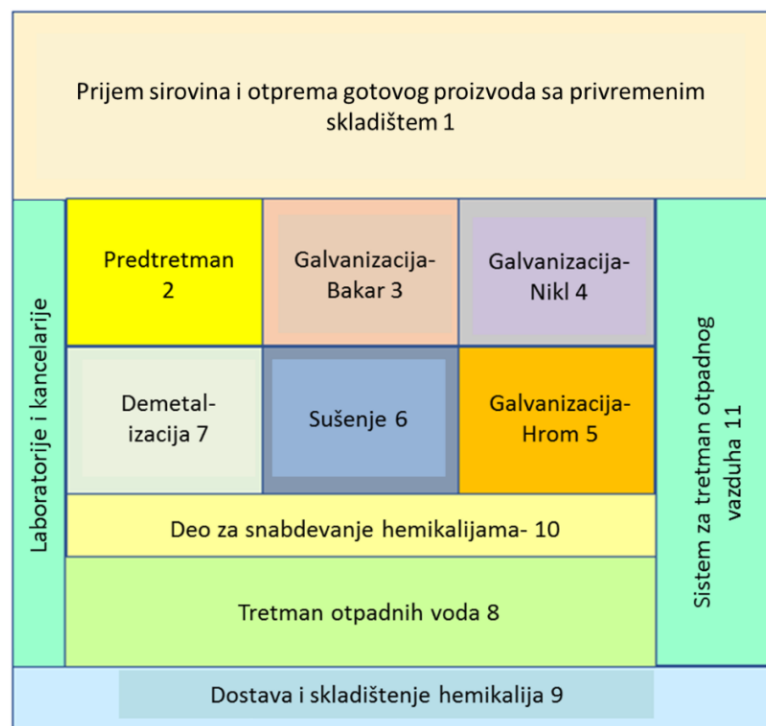 Prijem sirovina i otprema gotovog proizvoda sa privremenim
skladištem 1
Laboratorije i kancelarije
Predtretman
2
Galvanizacija-
Bakar 3
Galvanizacija-
Nikl 4
Sistem za tretman otpadnog
vazduha 11
Demetal-
izacija 7
Sušenje 6
Galvanizacija-
Hrom 5
Deo za snabdevanje hemikalijama- 10
Tretman otpadnih voda 8
Dostava i skladištenje hemikalija 9